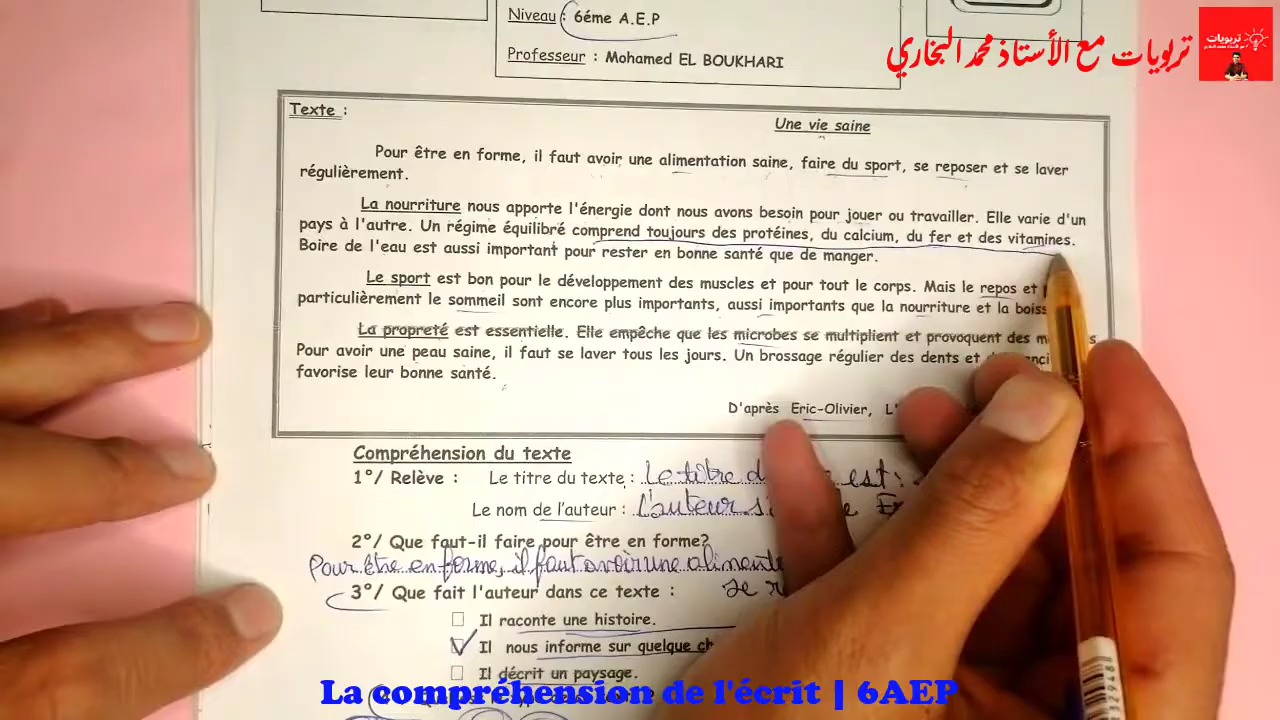 Niveau : 6éme A.E.P
Professeur : Mohamed EL BOUKHARI
تربويات مع الأستاذ محمد البخاري
تربويات
Texte :
Une vie saine
Pour être en forme, il faut avoir une alimentation saine, faire du sport, se reposer et se laver
régulièrement.
La nourriture nous apporte l'énergie dont nous avons besoin pour jouer ou travailler. Elle varie d'un
pays à l'autre. Un régime équilibré comprend toujours des protéines, du calcium, du fer et des vitamines.
Boire de l'eau est aussi important pour rester en bonne santé que de manger.
Le sport est bon pour le développement des muscles et pour tout le corps. Mais le repos et
particulièrement le sommeil sont encore plus importants, aussi importants que la nourriture et la
La propreté est essentielle. Elle empêche que les microbes se multiplient et provoquent des
Pour avoir une peau saine, il faut se laver tous les jours. Un brossage régulier des dents et
favorise leur bonne santé.
D'après Eric-Olivier,
Compréhension du texte
1°/ Relève : Le titre du texte : Le titre est :
Le nom de l'auteur : L'auteur
2°/ Que faut-il faire pour être en forme?
Pour être en forme, il faut avoir une
3°/ Que fait l'auteur dans ce texte : se
Il raconte une histoire.
Il nous informe sur quelque
Il décrit un paysage.
La compréhension de l'écrit | 6AEP